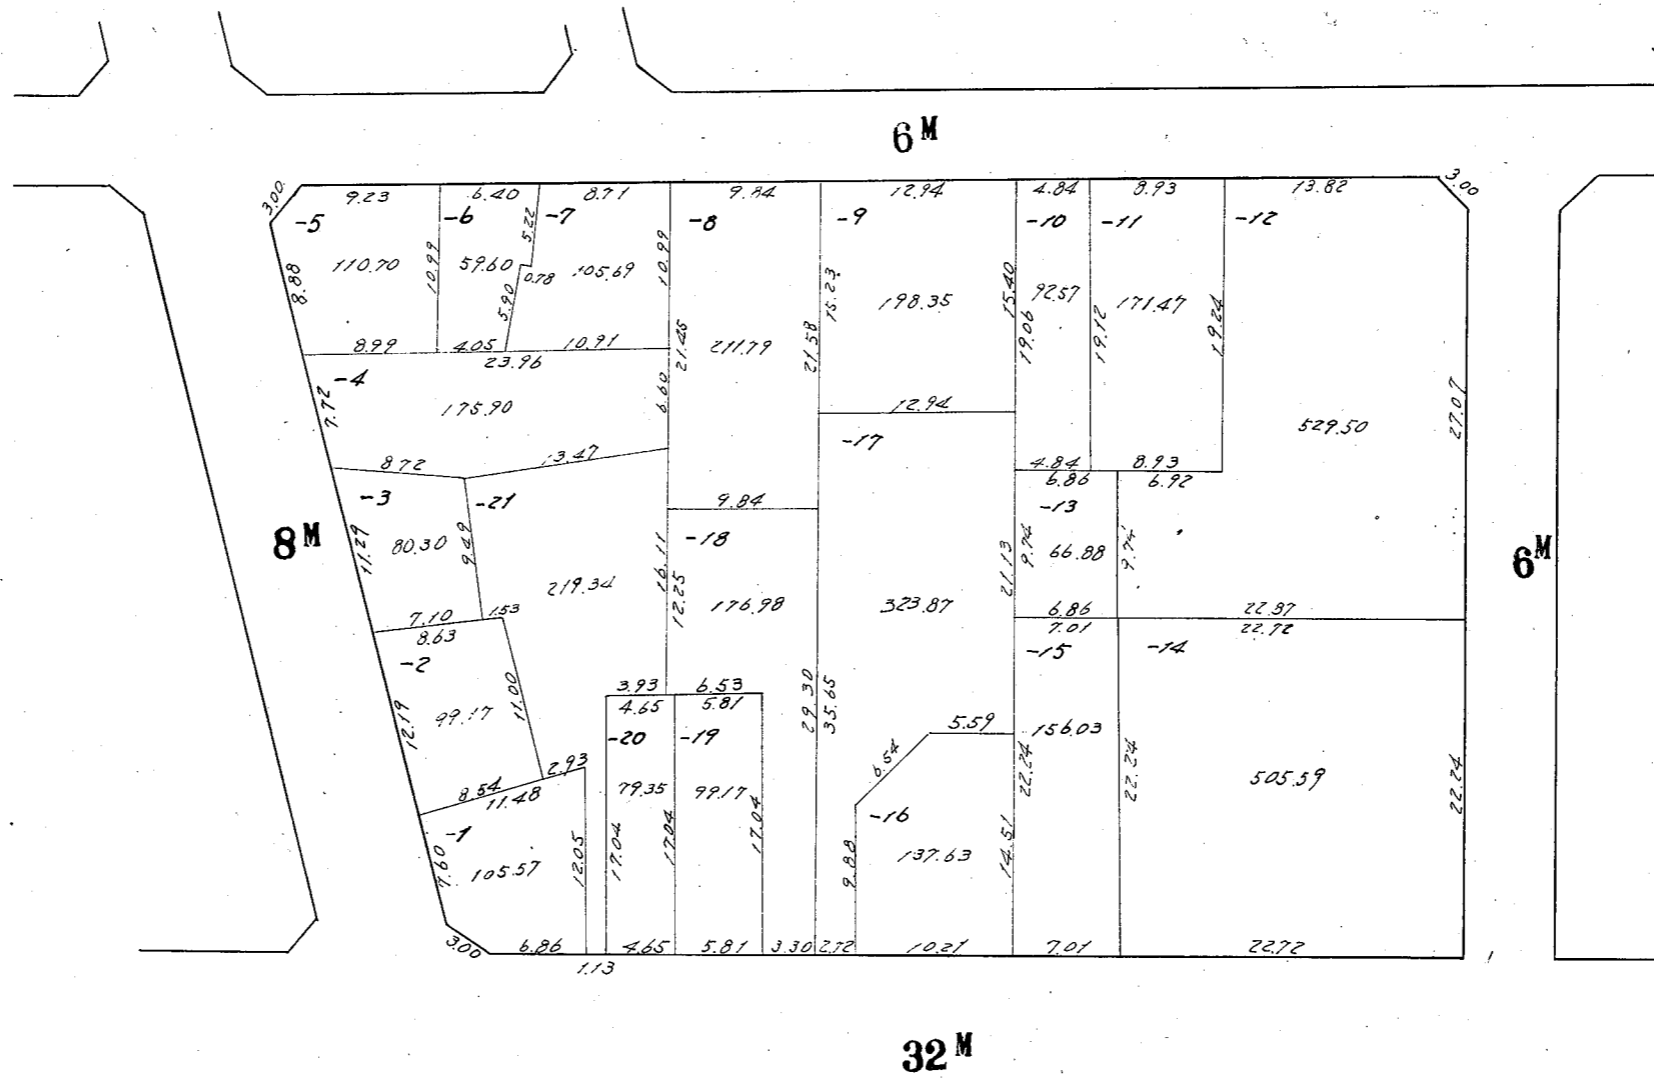 6M
3.00 9.23 6.40 8.71 9.84 12.94 4.84 8.93 13.82 3.00
-5 -6 5.22 -7 -8 -9 -10 -11 -12
8.88 110.70 10.99 59.60 0.78 105.69 10.99 15.23 198.35 15.40 92.57 171.47
5.90 21.45 211.79 21.58 19.06 19.12 19.24
8.99 4.05 10.91
23.96
-4
7.72 175.90 6.60 12.94 529.50 27.07
-17
8.72 13.47 4.84 8.93
6.86 6.92
-3 -21 9.84 -13
8M
11.29 80.30 9.49 16.11 -18 21.13 9.74 66.88 9.74
6M
219.34 12.25 176.98 323.87
7.10 1.53 6.86 22.87
8.63 7.01 22.72
-2 -15 -14
11.00 3.93 6.53 29.30 35.65
4.65 5.81
12.19 99.17 -20 -19 5.59 156.03
2.93 6.54 22.24 22.24 505.59 22.24
8.54 79.35 99.17
11.48
-1 -16
7.60 105.57 12.05 17.04 17.04 17.04 9.88 137.63 14.51
3.00 6.86 4.65 5.81 3.30 2.72 10.21 7.01 22.72
1.13
32M